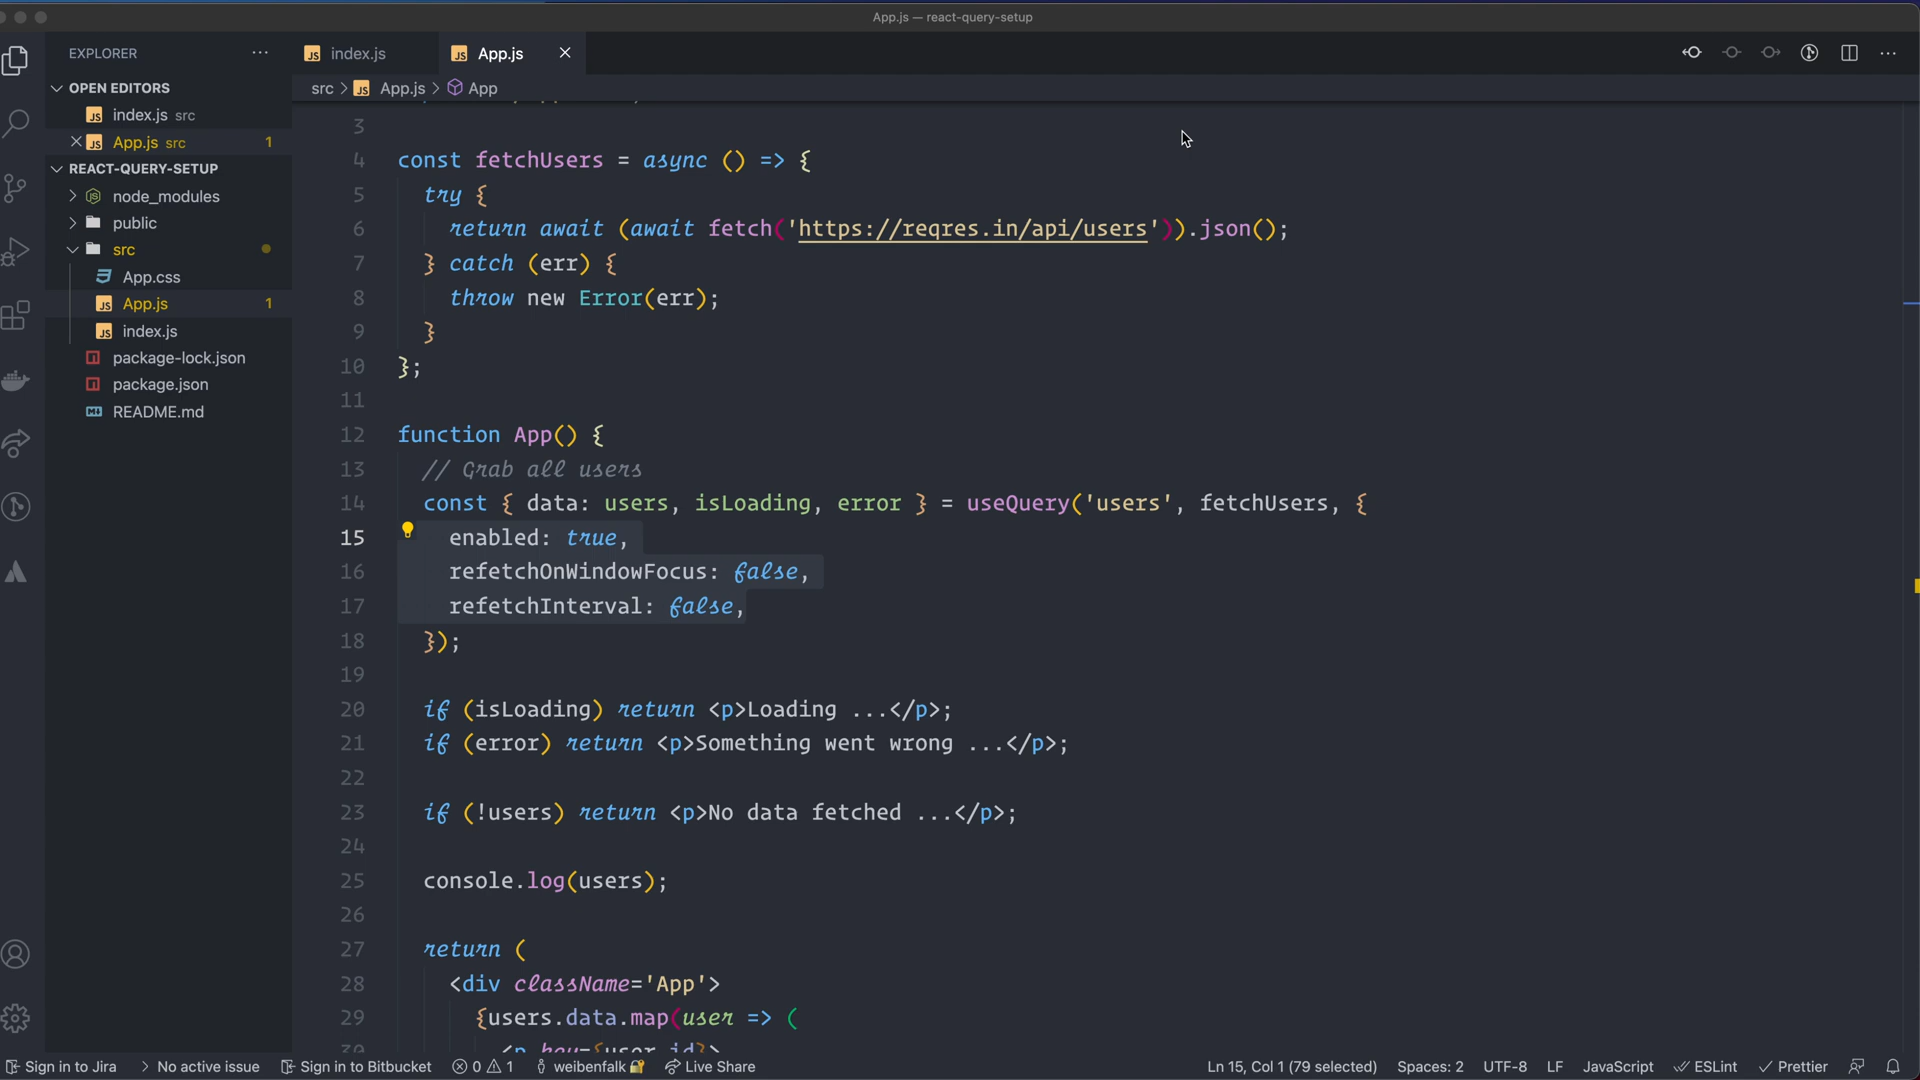 App.js — react-query-setup
EXPLORER
index.js
App.js
OPEN EDITORS
index.js src
App.js src 1
REACT-QUERY-SETUP
node_modules
public
src
App.css
App.js 1
index.js
package-lock.json
package.json
README.md
src > App.js > App
3
4 const fetchUsers = async () => {
5 try {
6 return await (await fetch('https://reqres.in/api/users')).json();
7 } catch (err) {
8 throw new Error(err);
9 }
10 };
11
12 function App() {
13 // Grab all users
14 const { data: users, isLoading, error } = useQuery('users', fetchUsers, {
15 enabled: true,
16 refetchOnWindowFocus: false,
17 refetchInterval: false,
18 });
19
20 if (isLoading) return <p>Loading ...</p>;
21 if (error) return <p>Something went wrong ...</p>;
22
23 if (!users) return <p>No data fetched ...</p>;
24
25 console.log(users);
26
27 return (
28 <div className='App'>
29 {users.data.map(user => (
30 <p key={user.id}>
Sign in to Jira
No active issue
Sign in to Bitbucket
0 1
weibenfalk
Live Share
Ln 15, Col 1 (79 selected)
Spaces: 2
UTF-8
LF
JavaScript
ESLint
Prettier